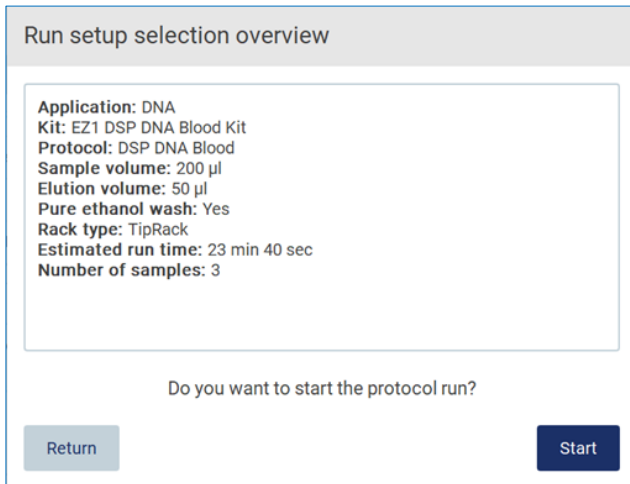 Run setup selection overview
Application: DNA
Kit: EZ1 DSP DNA Blood Kit
Protocol: DSP DNA Blood
Sample volume: 200 µl
Elution volume: 50 µl
Pure ethanol wash: Yes
Rack type: TipRack
Estimated run time: 23 min 40 sec
Number of samples: 3
Do you want to start the protocol run?
Return
Start